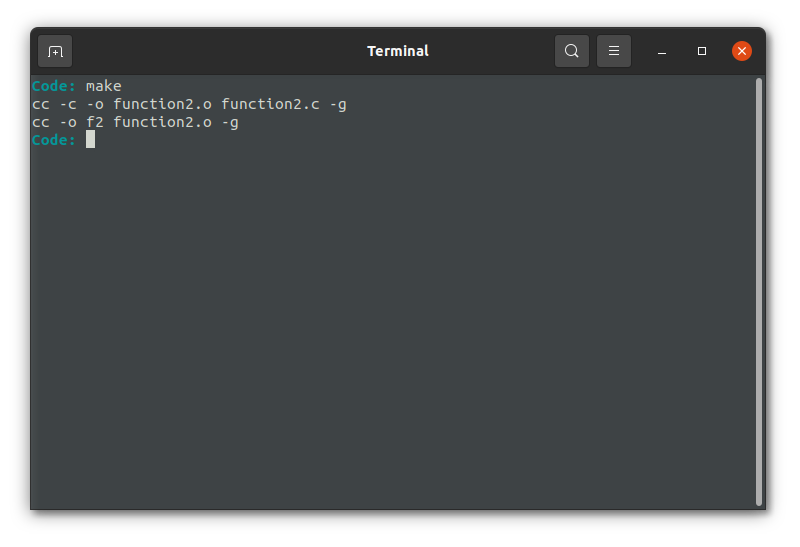 Terminal
Code: make
cc -c -o function2.o function2.c -g
cc -o f2 function2.o -g
Code: